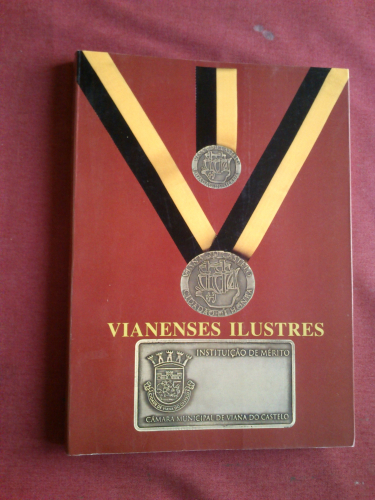 VIANENSES ILUSTRES
INSTITUIÇÃO DE MÉRITO
CÂMARA MUNICIPAL DE VIANA DO CASTELO